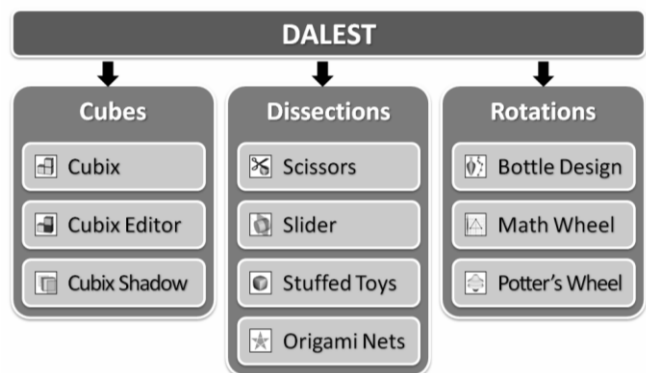 DALEST
Cubes
Cubix
Cubix Editor
Cubix Shadow
Dissections
Scissors
Slider
Stuffed Toys
Origami Nets
Rotations
Bottle Design
Math Wheel
Potter's Wheel